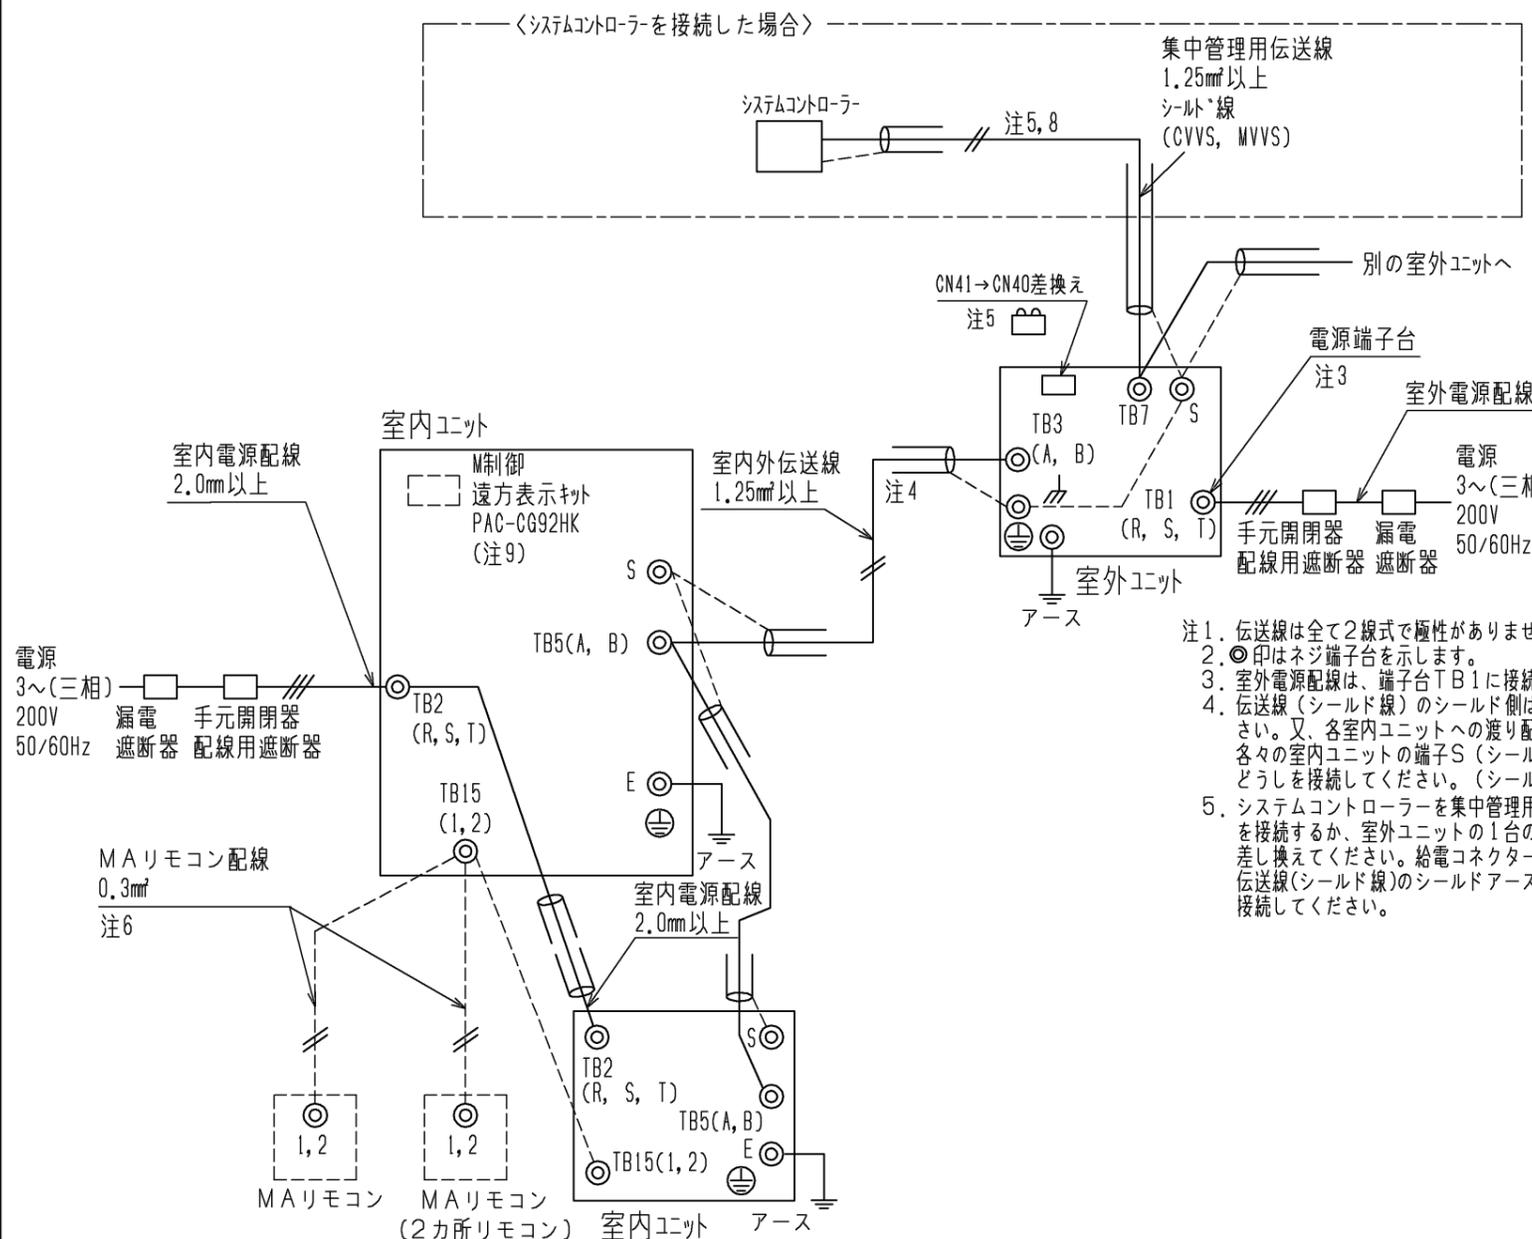 〈システムコントローラーを接続した場合〉
集中管理用伝送線
1.25㎟以上
シールド線
(CVVS, MVVS)
システムコントローラー
注5,8
別の室外ユニットへ
CN41→CN40差換え
注5
電源端子台
注3
室外電源配線
電源
3〜(三相
200V
50/60Hz
TB3
(A, B)
TB7
S
TB1
(R, S, T)
手元開閉器
配線用遮断器
漏電
遮断器
室外ユニット
アース
室内ユニット
M制御
遠方表示キット
PAC-CG92HK
(注9)
室内電源配線
2.0mm以上
室内外伝送線
1.25㎟以上
注4
S
TB5(A, B)
電源
3〜(三相)
200V
50/60Hz
漏電
遮断器
手元開閉器
配線用遮断器
TB2
(R,S,T)
E
アース
TB15
(1,2)
MAリモコン配線
0.3㎟
注6
室内電源配線
2.0mm以上
1,2
MAリモコン
1,2
MAリモコン
(2カ所リモコン)
TB2
(R, S, T)
S
TB5(A,B)
E
TB15(1,2)
室内ユニット
アース
注1. 伝送線は全て2線式で極性がありませ
2. ◎印はネジ端子台を示します。
3. 室外電源配線は、端子台TB1に接続
4. 伝送線(シールド線)のシールド側は
さい。又、各室内ユニットへの渡り配
各々の室内ユニットの端子S(シール
どうしを接続してください。(シール
5. システムコントローラーを集中管理用
を接続するか、室外ユニットの1台の
差し換えてください。給電コネクター
伝送線(シールド線)のシールドアース
接続してください。